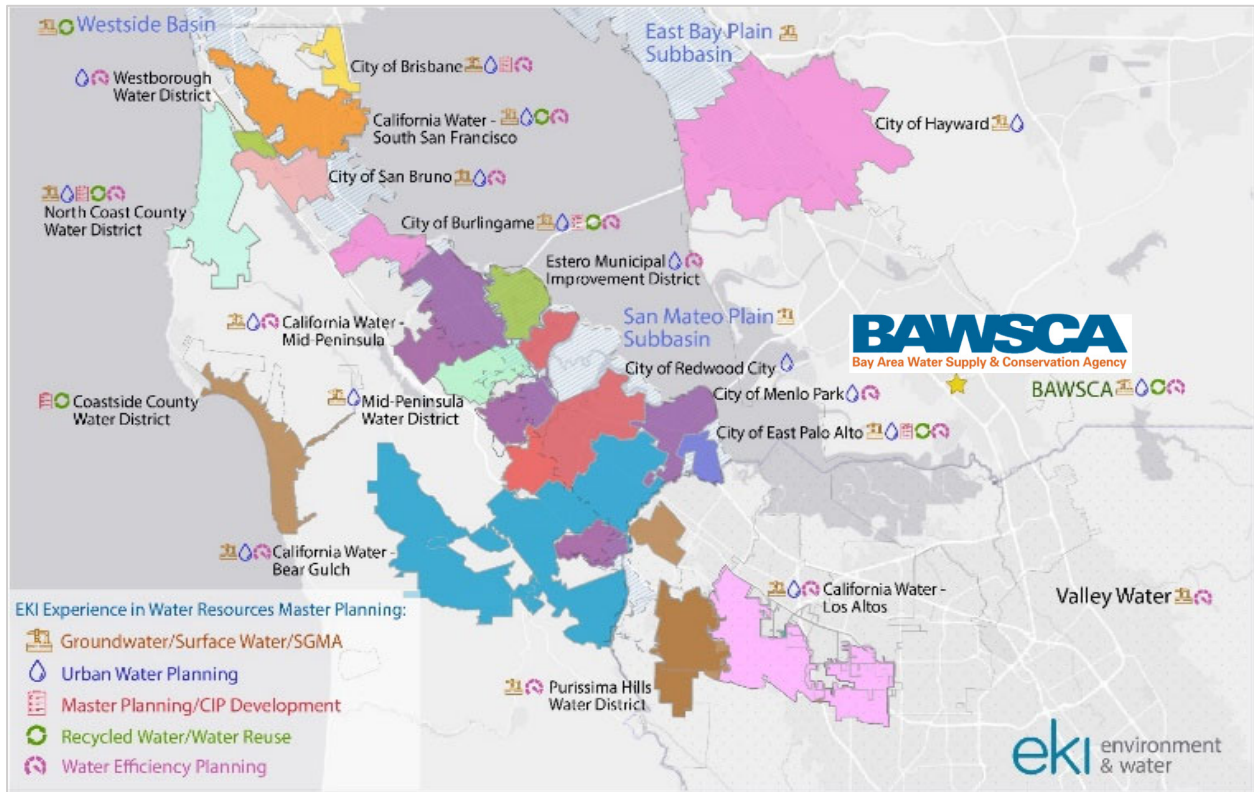 Westside Basin
East Bay Plain
Subbasin
Westborough
Water District
City of Brisbane
California Water -
South San Francisco
City of Hayward
City of San Bruno
North Coast County
Water District
City of Burlingame
Estero Municipal
Improvement District
California Water -
Mid-Peninsula
San Mateo Plain
Subbasin
BAWSCA
Bay Area Water Supply & Conservation Agency
City of Redwood City
City of Menlo Park
BAWSCA
Coastside County
Water District
Mid-Peninsula
Water District
City of East Palo Alto
California Water -
Bear Gulch
California Water -
Los Altos
Valley Water
Purissima Hills
Water District
EKI Experience in Water Resources Master Planning:
Groundwater/Surface Water/SGMA
Urban Water Planning
Master Planning/CIP Development
Recycled Water/Water Reuse
Water Efficiency Planning
eki environment
& water